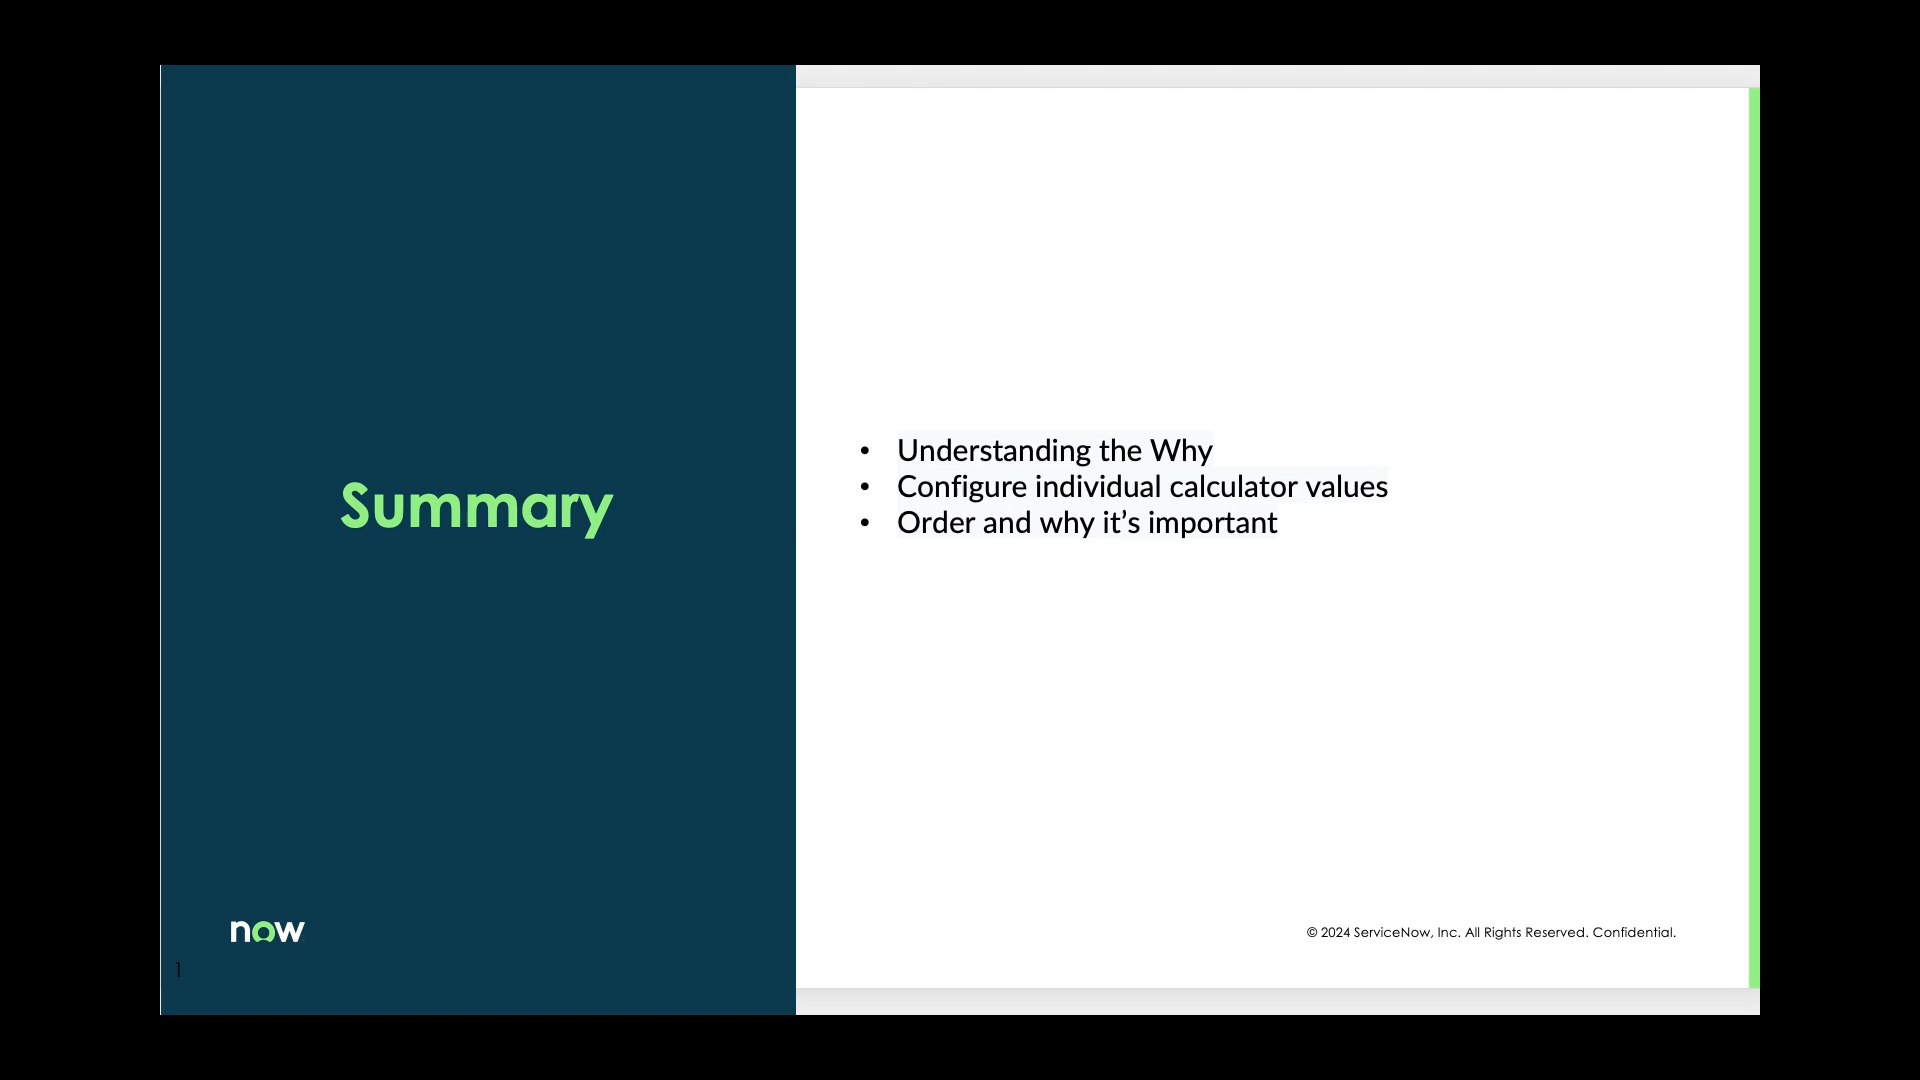 Summary
• Understanding the Why
• Configure individual calculator values
• Order and why it’s important
now
© 2024 ServiceNow, Inc. All Rights Reserved. Confidential.
1